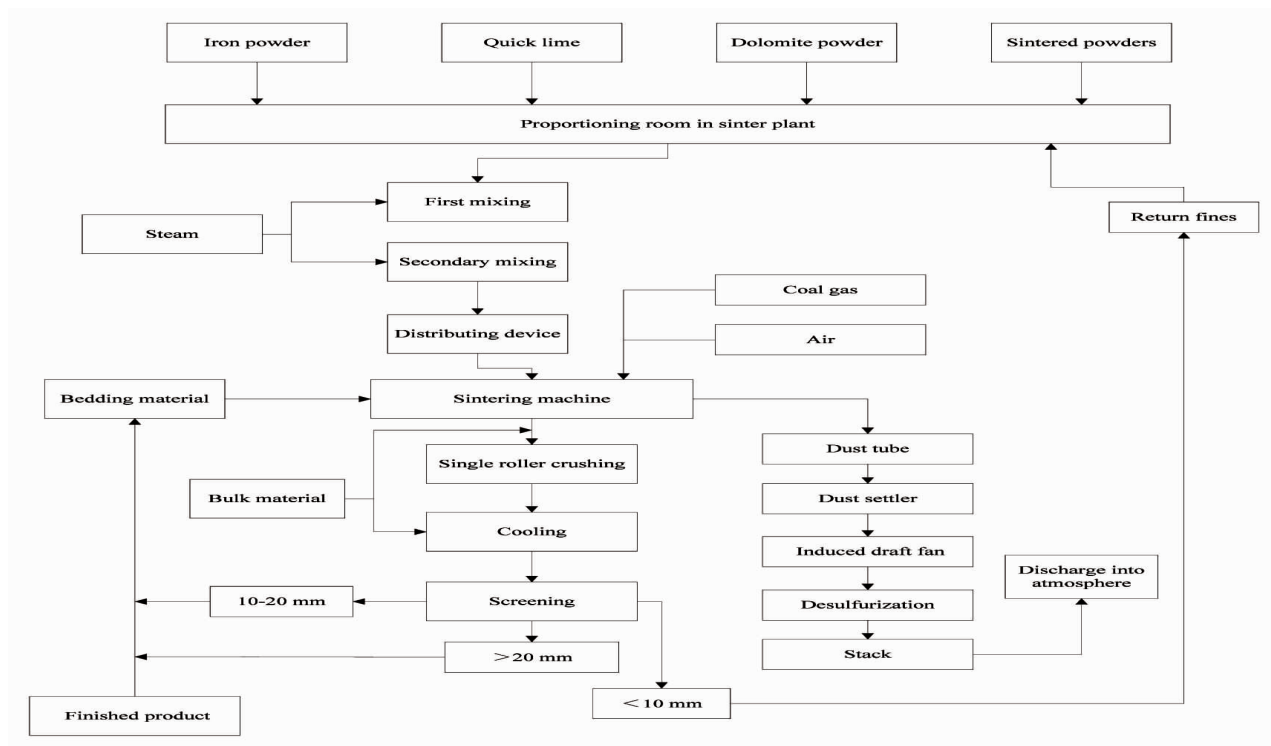 Iron powder
Quick lime
Dolomite powder
Sintered powders
Proportioning room in sinter plant
First mixing
Return fines
Steam
Secondary mixing
Coal gas
Distributing device
Air
Bedding material
Sintering machine
Dust tube
Single roller crushing
Bulk material
Dust settler
Cooling
Induced draft fan
Discharge into
atmosphere
10-20 mm
Screening
Desulfurization
>20 mm
Stack
<10 mm
Finished product